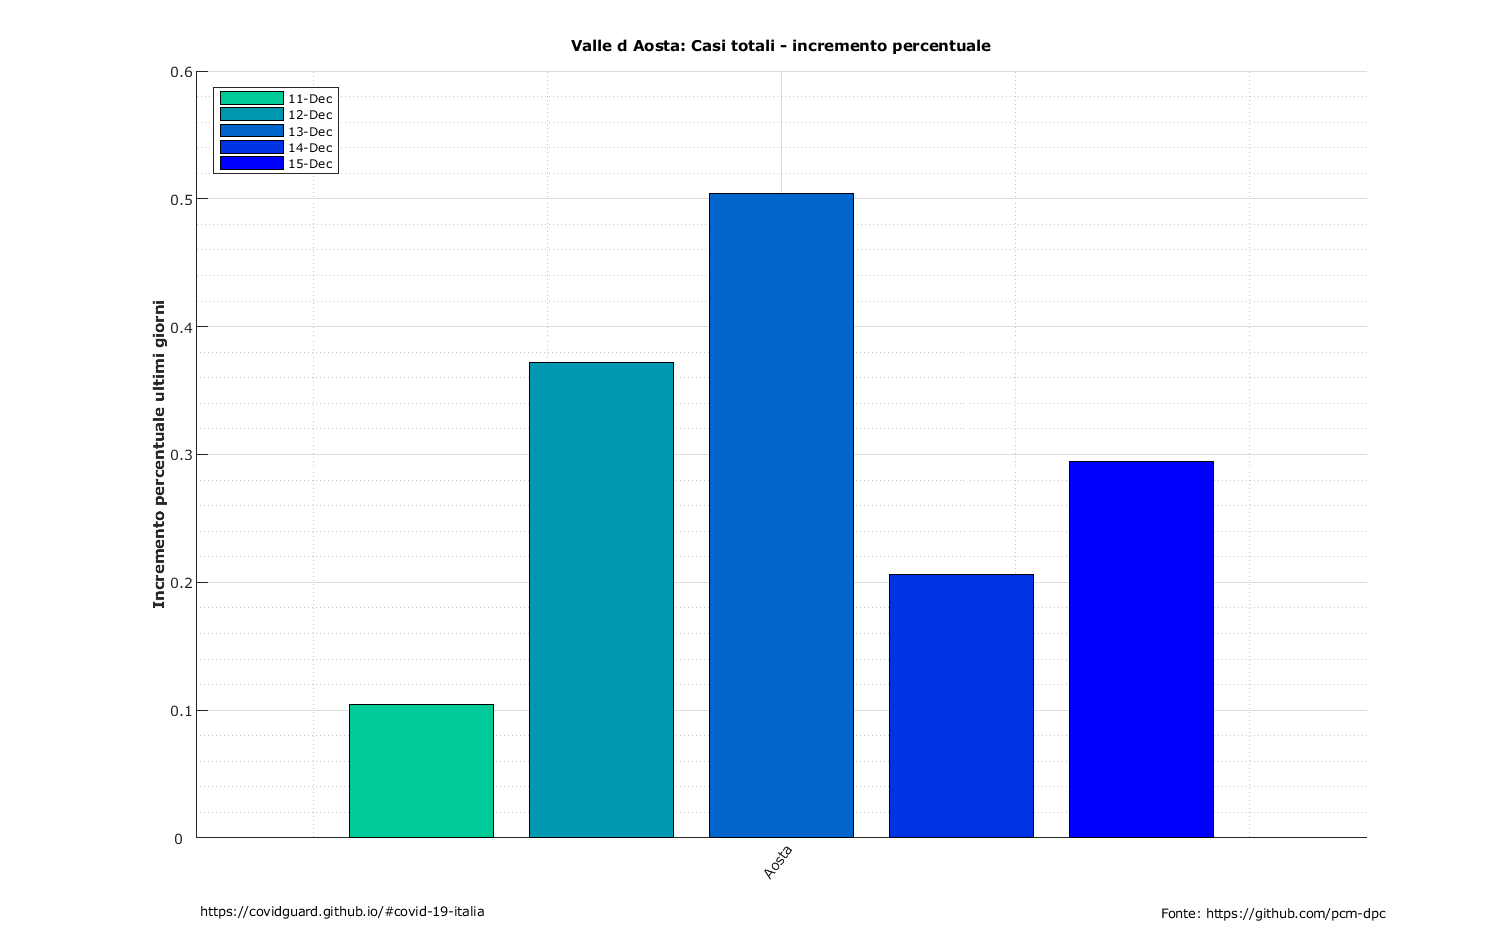 Valle d Aosta: Casi totali - incremento percentuale
0.6
0.5
0.4
0.3
0.2
0.1
0
11-Dec
12-Dec
13-Dec
14-Dec
15-Dec
Incremento percentuale ultimi giorni
Aosta
https://covidguard.github.io/#covid-19-italia
Fonte: https://github.com/pcm-dpc